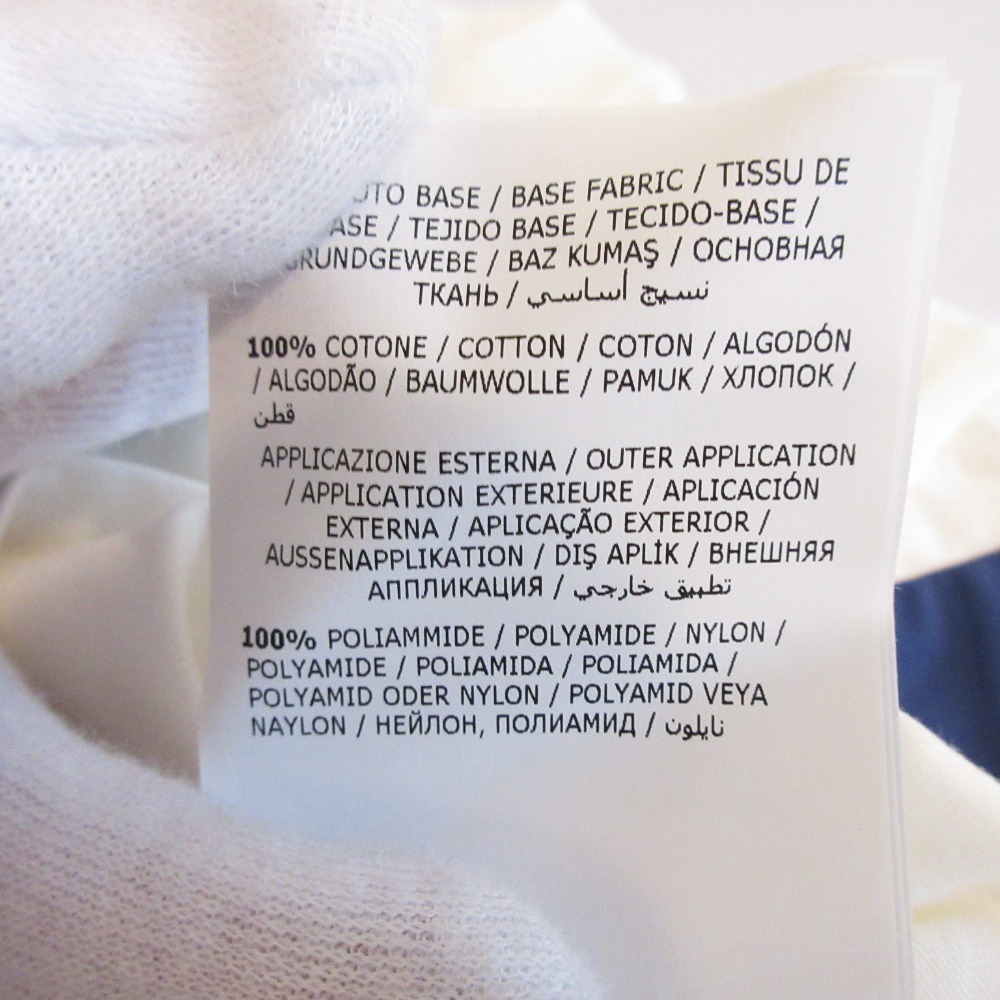 BASE / BASE FABRIC / TISSU DE
/ TEJIDO BASE / TECIDO-BASE /
GRUNDGEWEBE / BAZ KUMAŞ / ОСНОВНАЯ
ТКАНЬ / نسيج أساسي
100% COTONE / COTTON / COTON / ALGODÓN
/ ALGODÃO / BAUMWOLLE / PAMUK / ХЛОПОК /
قطن
APPLICAZIONE ESTERNA / OUTER APPLICATION
/ APPLICATION EXTERIEURE / APLICACIÓN
EXTERNA / APLICAÇÃO EXTERIOR /
AUSSENAPPLIKATION / DIŞ APLİK / ВНЕШНЯЯ
АППЛИКАЦИЯ / تطبيق خارجي
100% POLIAMMIDE / POLYAMIDE / NYLON /
POLYAMIDE / POLIAMIDA / POLIAMIDA /
POLYAMID ODER NYLON / POLYAMID VEYA
NAYLON / НЕЙЛОН, ПОЛИАМИД / نايلون